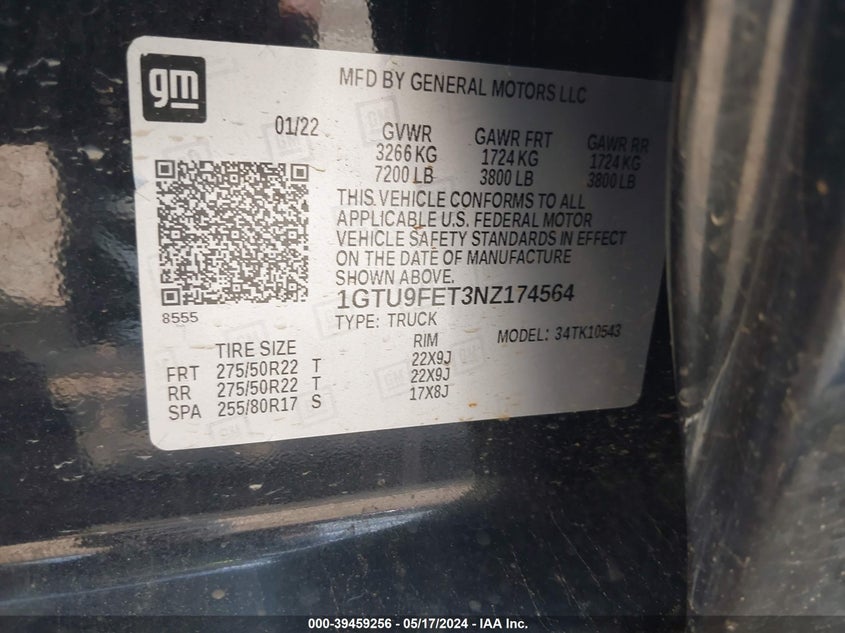 gm
MFD BY GENERAL MOTORS LLC
01/22
GVWR GAWR FRT GAWR RR
3266 KG 1724 KG 1724 KG
7200 LB 3800 LB 3800 LB
THIS VEHICLE CONFORMS TO ALL
APPLICABLE U.S. FEDERAL MOTOR
VEHICLE SAFETY STANDARDS IN EFFECT
ON THE DATE OF MANUFACTURE
SHOWN ABOVE.
1GTU9FET3NZ174564
8555
TYPE: TRUCK
MODEL: 34TK10543
TIRE SIZE RIM
FRT 275/50R22 T 22X9J
RR 275/50R22 T 22X9J
SPA 255/80R17 S 17X8J
000-39459256 - 05/17/2024 - IAA Inc.